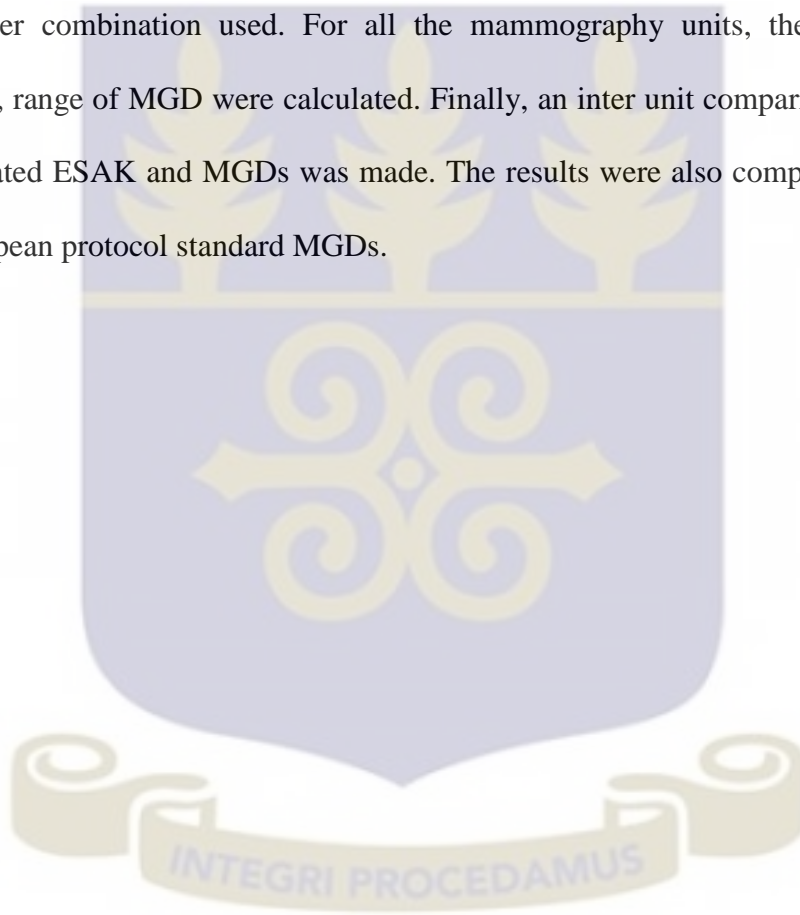 er combination used. For all the mammography units, the
, range of MGD were calculated. Finally, an inter unit compari
ated ESAK and MGDs was made. The results were also comp
pean protocol standard MGDs.
INTEGRI PROCEDAMUS